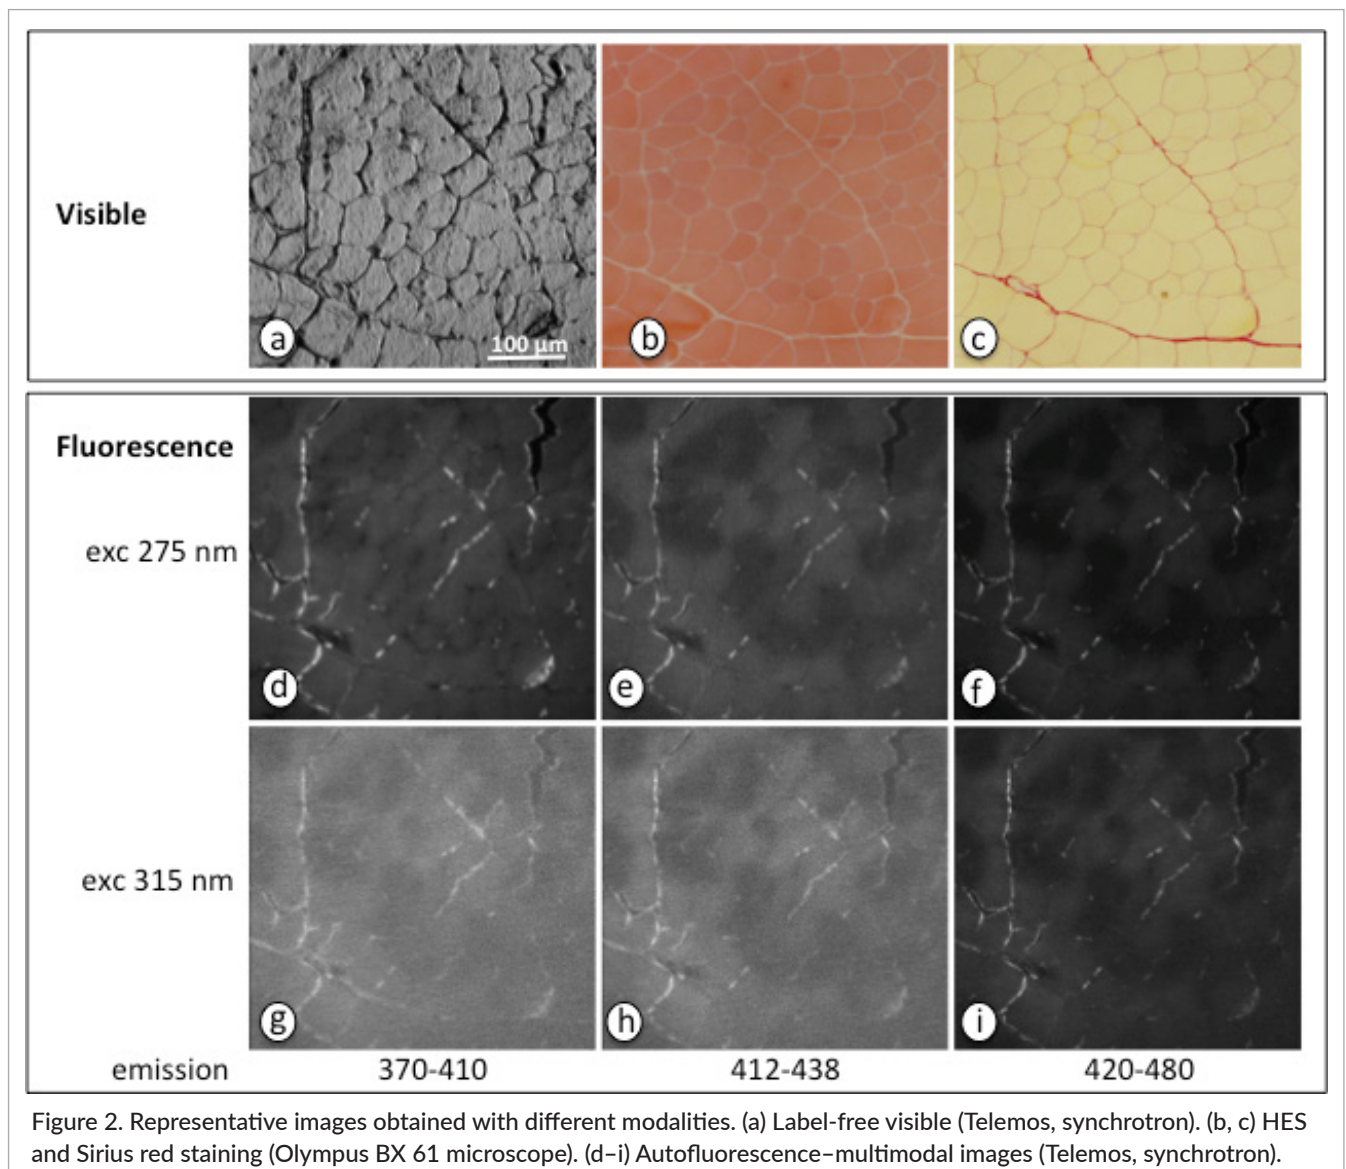 Visible
a
100 µm
b
c
Fluorescence
exc 275 nm
d
e
f
exc 315 nm
g
h
i
emission
370-410
412-438
420-480
Figure 2. Representative images obtained with different modalities. (a) Label-free visible (Telemos, synchrotron). (b, c) HES
and Sirius red staining (Olympus BX 61 microscope). (d–i) Autofluorescence–multimodal images (Telemos, synchrotron).